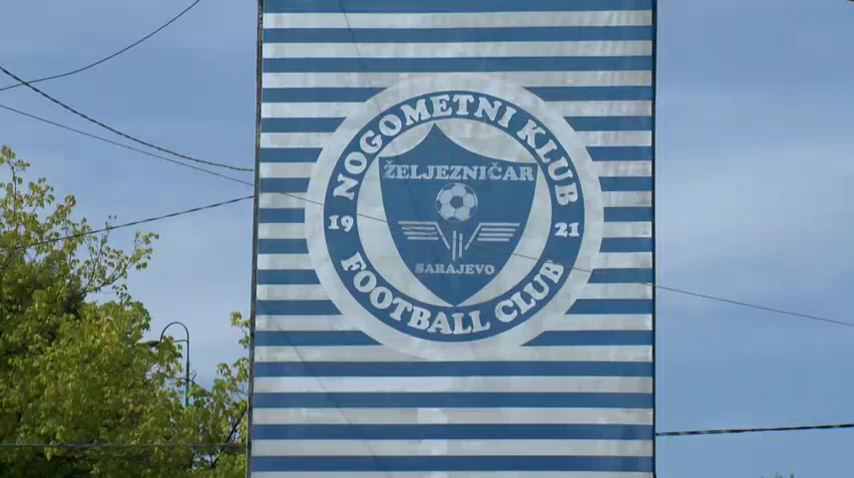 NOGOMETNI KLUB
ŽELJEZNIČAR
19 21
SARAJEVO
FOOTBALL CLUB